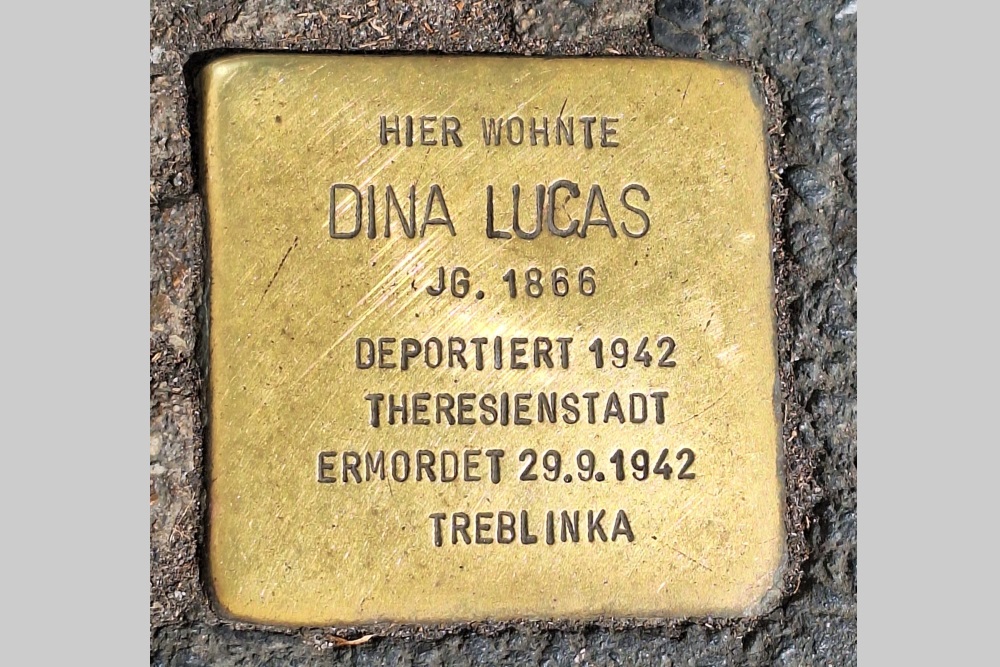 HIER WOHNTE
DINA LUCAS
JG. 1866
DEPORTIERT 1942
THERESIENSTADT
ERMORDET 29.9.1942
TREBLINKA